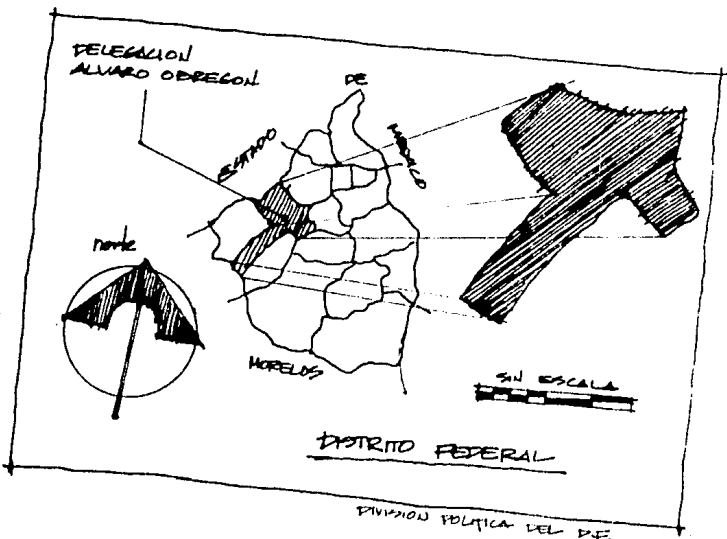 DELEGACION
ALVARO OBREGON
DE
ESTADO
MEXICO
norte
MORELOS
SIN ESCALA
DISTRITO FEDERAL
DIVISION POLITICA DEL D.F.